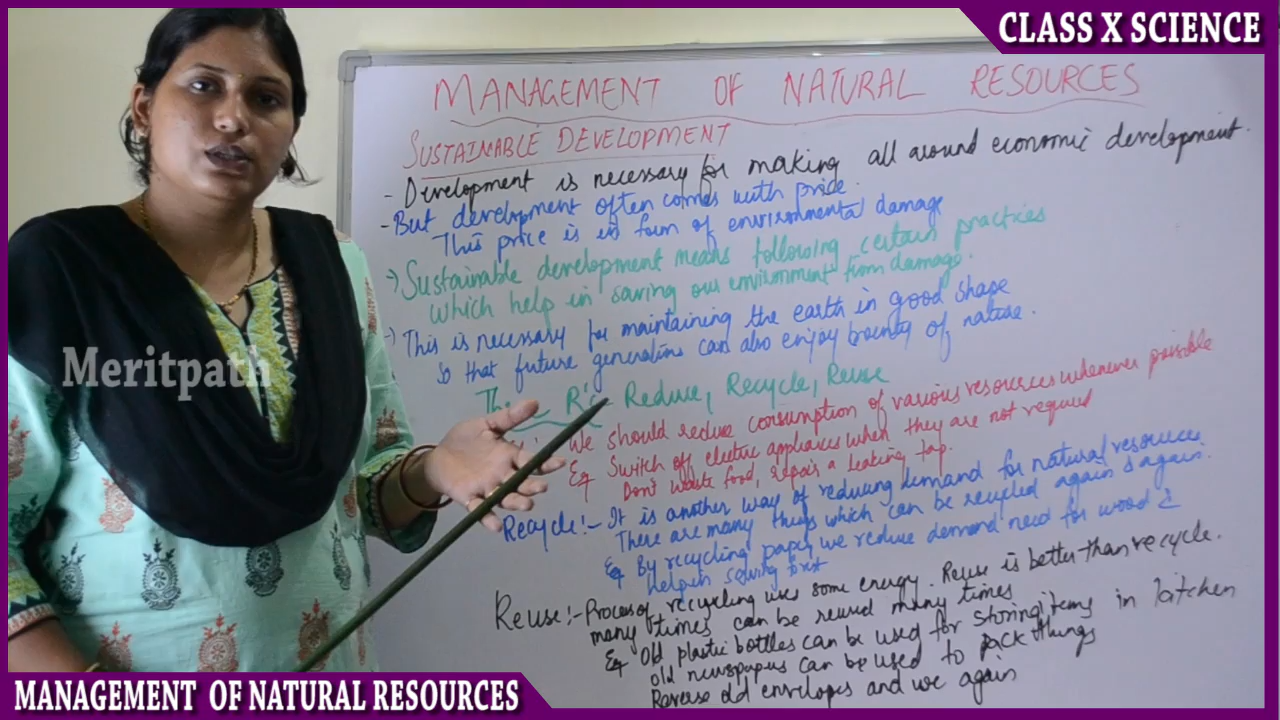 CLASS X SCIENCE
MANAGEMENT OF NATURAL RESOURCES
SUSTAINABLE DEVELOPMENT
- Development is necessary for making all around economic development.
- But development often comes with price.
This price is in form of environmental damage
→ Sustainable development means following certain practices
which help in saving our environment from damage.
→ This is necessary for maintaining the earth in good shape
so that future generations can also enjoy bounty of nature.
R's Reduce, Recycle, Reuse
We should reduce consumption of various resources whenever possible
Eg Switch off electric appliances when they are not required
Don't waste food, repair a leaking tap.
Recycle:- It is another way of reducing demand for natural resources
There are many things which can be recycled again & again.
Eg By recycling paper we reduce demand need for wood &
helps in
Reuse:- Process of recycling uses some energy. Reuse is better than recycle.
many times can be reused many times
Eg Old plastic bottles can be used for storing items in kitchen
old newspapers can be used to pack things
Reverse old envelopes and use again
Meritpath
MANAGEMENT OF NATURAL RESOURCES